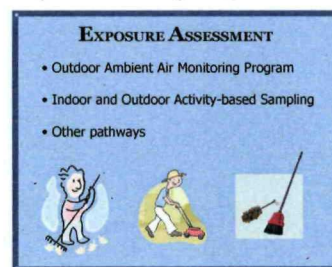 EXPOSURE ASSESSMENT
• Outdoor Ambient Air Monitoring Program
• Indoor and Outdoor Activity-based Sampling
• Other pathways